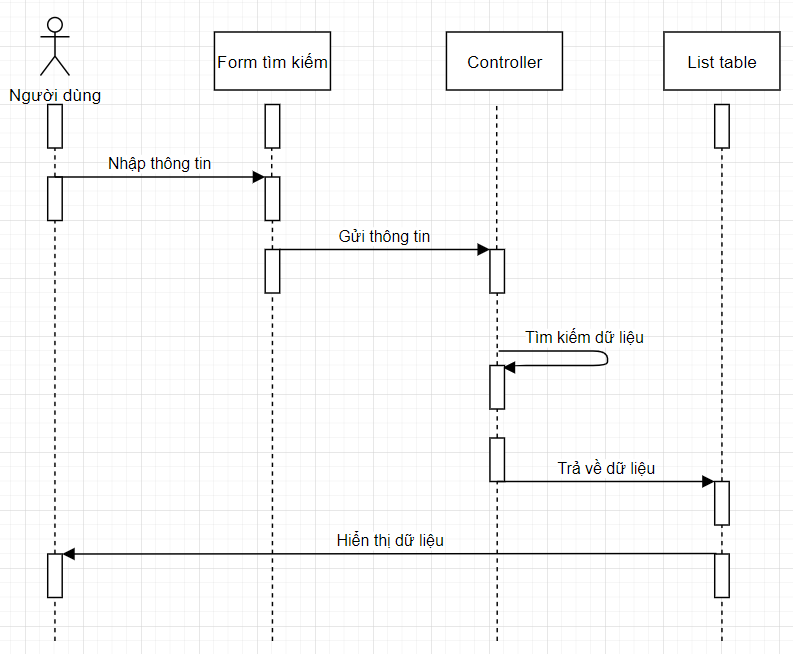 Người dùng
Form tìm kiếm
Controller
List table
Nhập thông tin
Gửi thông tin
Tìm kiếm dữ liệu
Trả về dữ liệu
Hiển thị dữ liệu